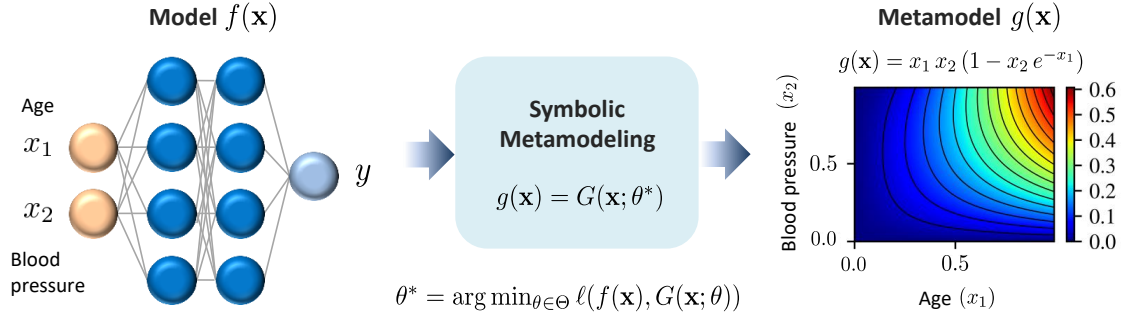 Model f(x)
Age
x₁
x₂
Blood
pressure
y
Symbolic
Metamodeling
g(x) = G(x; θ*)
θ* = arg min_{θ∈Θ} ℓ(f(x), G(x; θ))
Metamodel g(x)
g(x) = x₁ x₂ (1 − x₂ e^{−x₁})
Blood pressure (x₂)
0.5
0.0
0.0
0.5
Age (x₁)
0.6
0.5
0.4
0.3
0.2
0.1
0.0